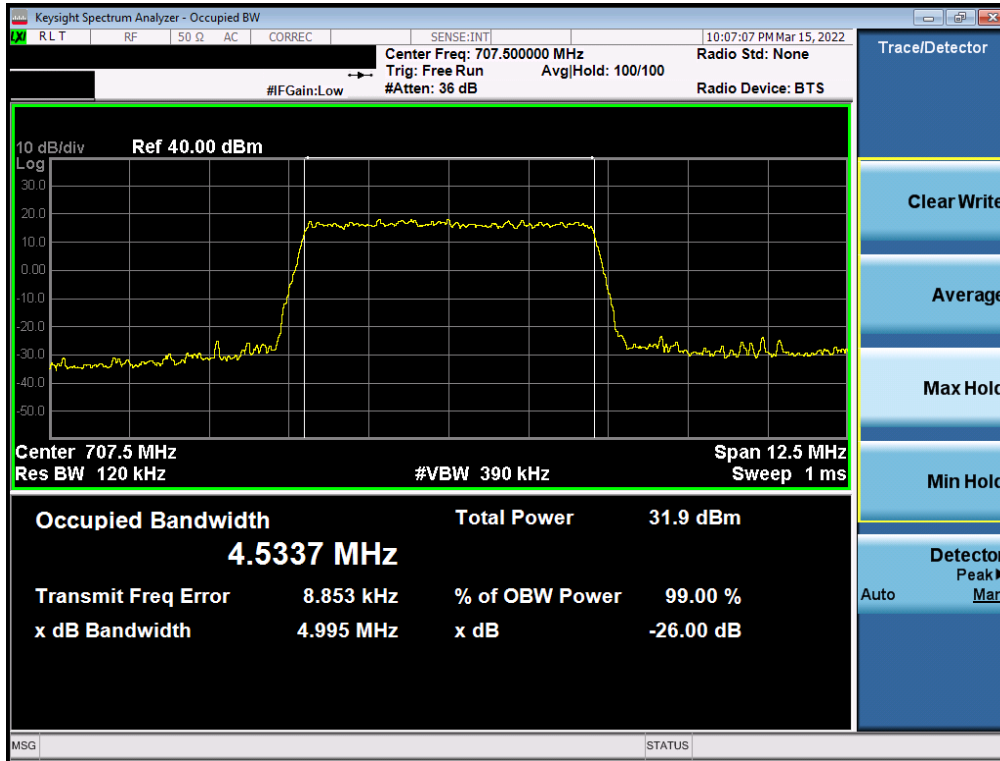 Keysight Spectrum Analyzer - Occupied BW
LXI RLT RF 50 Ω AC CORREC SENSE:INT 10:07:07 PM Mar 15, 2022
Center Freq: 707.500000 MHz Radio Std: None
Trig: Free Run Avg|Hold: 100/100
#IFGain:Low #Atten: 36 dB Radio Device: BTS
Trace/Detector
10 dB/div Ref 40.00 dBm
Log
30.0
20.0
10.0
0.00
-10.0
-20.0
-30.0
-40.0
-50.0
Center 707.5 MHz Span 12.5 MHz
Res BW 120 kHz #VBW 390 kHz Sweep 1 ms
Occupied Bandwidth Total Power 31.9 dBm
4.5337 MHz
Transmit Freq Error 8.853 kHz % of OBW Power 99.00 %
x dB Bandwidth 4.995 MHz x dB -26.00 dB
Clear Write
Average
Max Hold
Min Hold
Detector
Peak
Auto Man
MSG STATUS